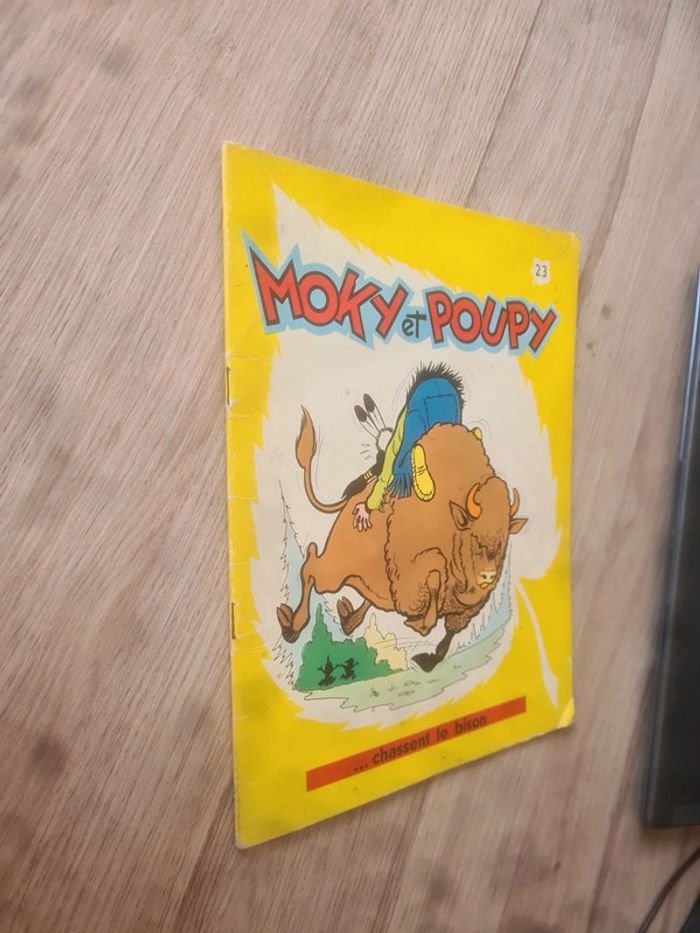 23
MOKY et POUPY
... chassent le bison